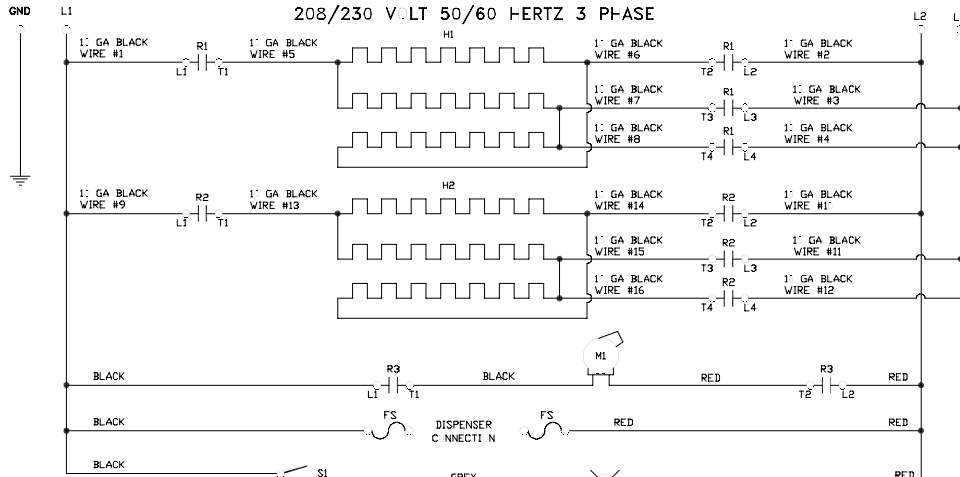 GND L1 208/230 VOLT 50/60 HERTZ 3 PHASE L2
GA BLACK R1 GA BLACK H1 GA BLACK R1 GA BLACK
WIRE #1 WIRE #5 WIRE #6 WIRE #2
L1 T1 T2 L2
GA BLACK R1 GA BLACK
WIRE #7 WIRE #3
T3 L3
GA BLACK R1 GA BLACK
WIRE #8 WIRE #4
T4 L4
GA BLACK R2 GA BLACK H2 GA BLACK R2 GA BLACK
WIRE #9 WIRE #13 WIRE #14 WIRE
L1 T1 T2 L2
GA BLACK R2 GA BLACK
WIRE #15 WIRE #11
T3 L3
GA BLACK R2 GA BLACK
WIRE #16 WIRE #12
T4 L4
M1
BLACK R3 BLACK RED R3 RED
L1 T1 T2 L2
BLACK FS DISPENSER FS RED
CONNECTION
BLACK S1 GREY RED